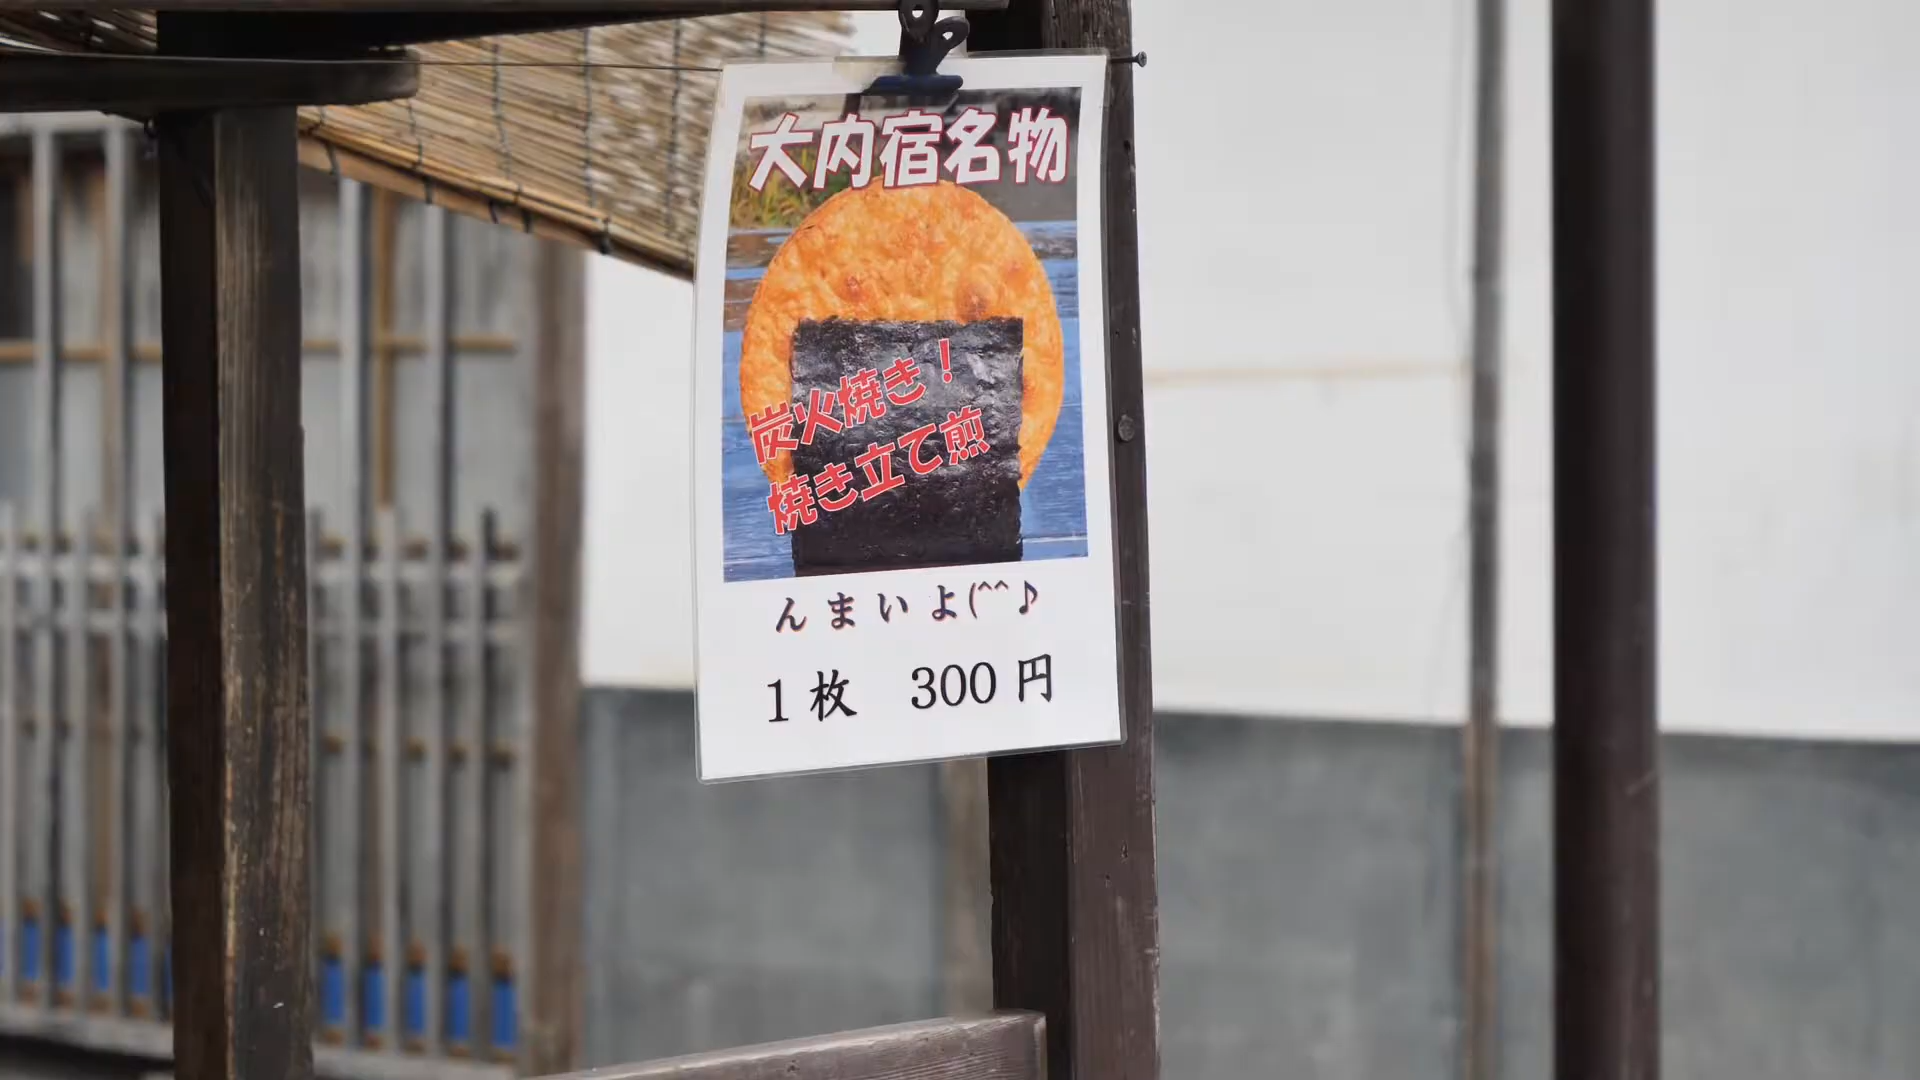 大内宿名物
炭火焼き！
焼き立て煎
んまいよ(^^♪
1枚　300円